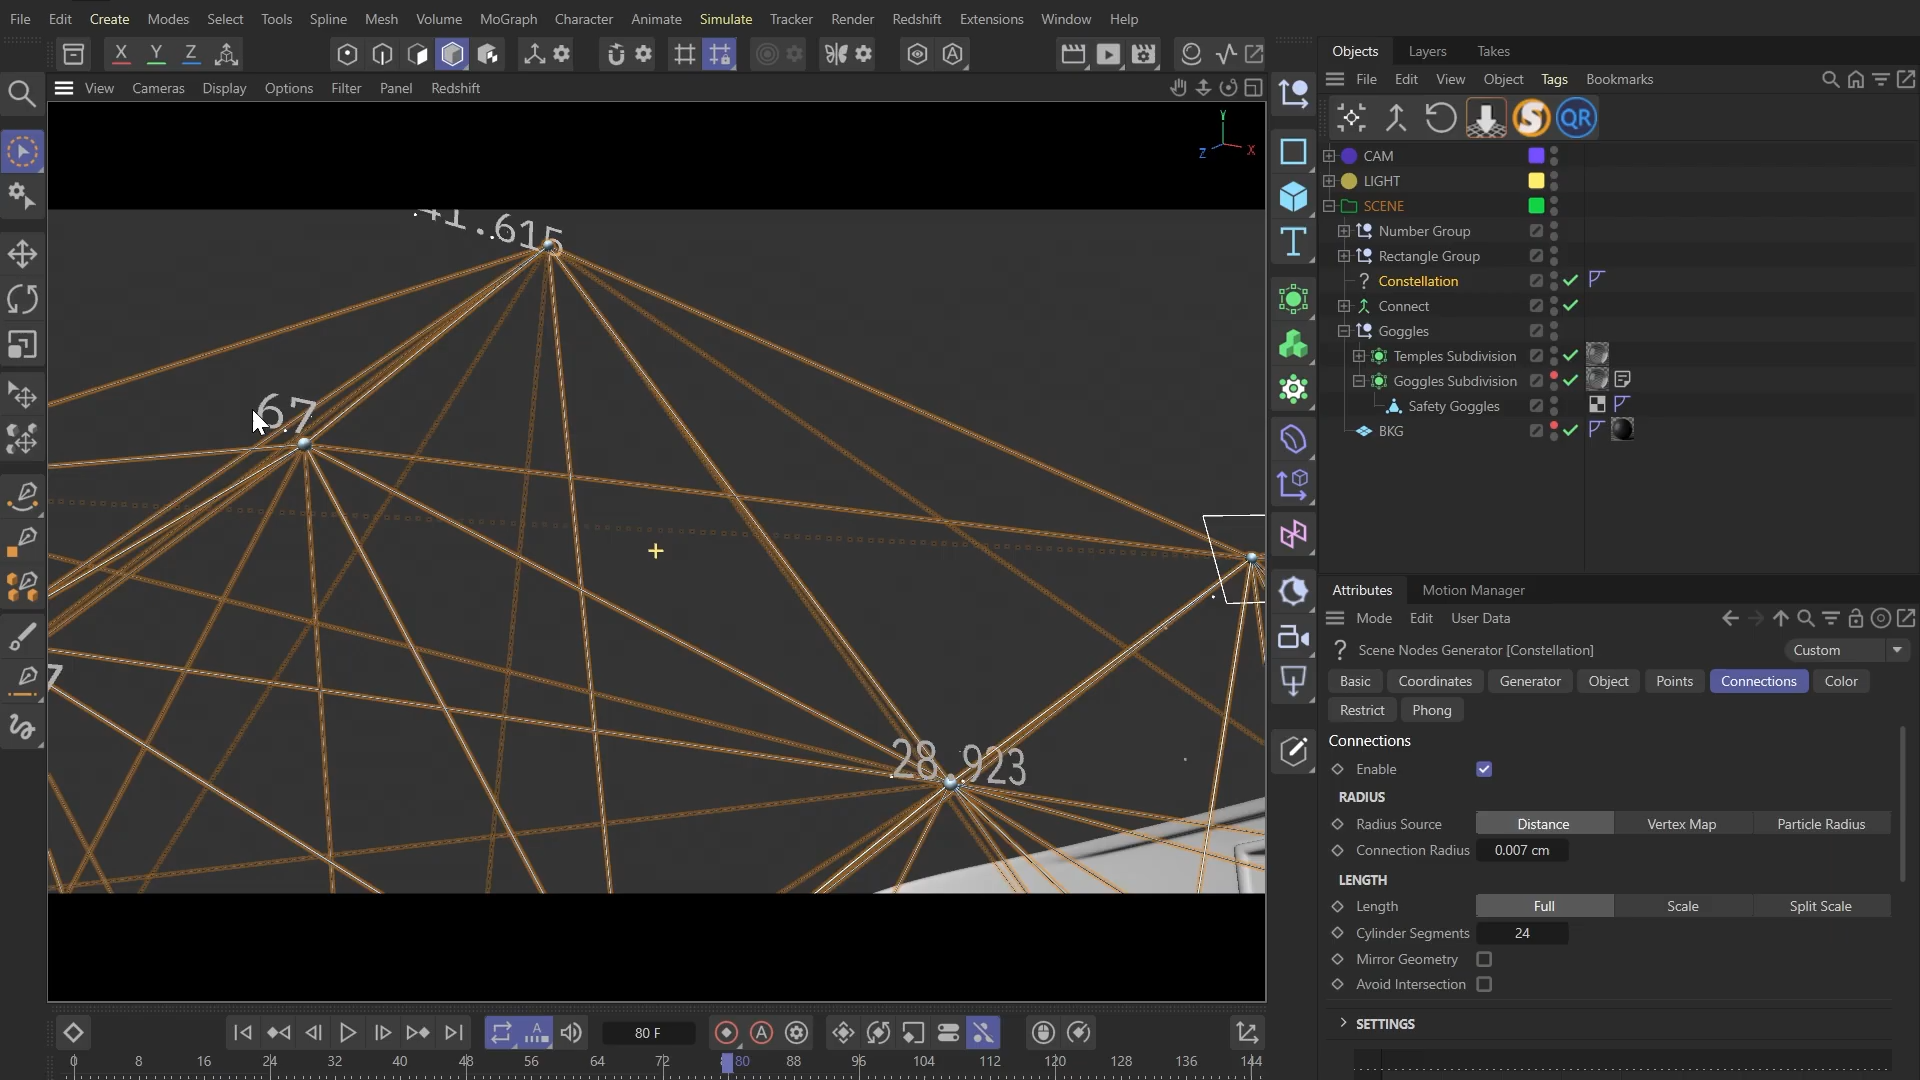 File Edit Create Modes Select Tools Spline Mesh Volume MoGraph Character Animate Simulate Tracker Render Redshift Extensions Window Help
X Y Z
View Cameras Display Options Filter Panel Redshift
Y
Z X
41.615
67
7
28.923
80 F
0 8 16 24 32 40 48 56 64 72 80 88 96 104 112 120 128 136 144
Objects Layers Takes
File Edit View Object Tags Bookmarks
S QR
CAM
LIGHT
SCENE
Number Group
Rectangle Group
Constellation
Connect
Goggles
Temples Subdivision
Goggles Subdivision
Safety Goggles
BKG
Attributes Motion Manager
Mode Edit User Data
Scene Nodes Generator [Constellation] Custom
Basic Coordinates Generator Object Points Connections Color
Restrict Phong
Connections
Enable
RADIUS
Radius Source Distance Vertex Map Particle Radius
Connection Radius 0.007 cm
LENGTH
Length Full Scale Split Scale
Cylinder Segments 24
Mirror Geometry
Avoid Intersection
SETTINGS